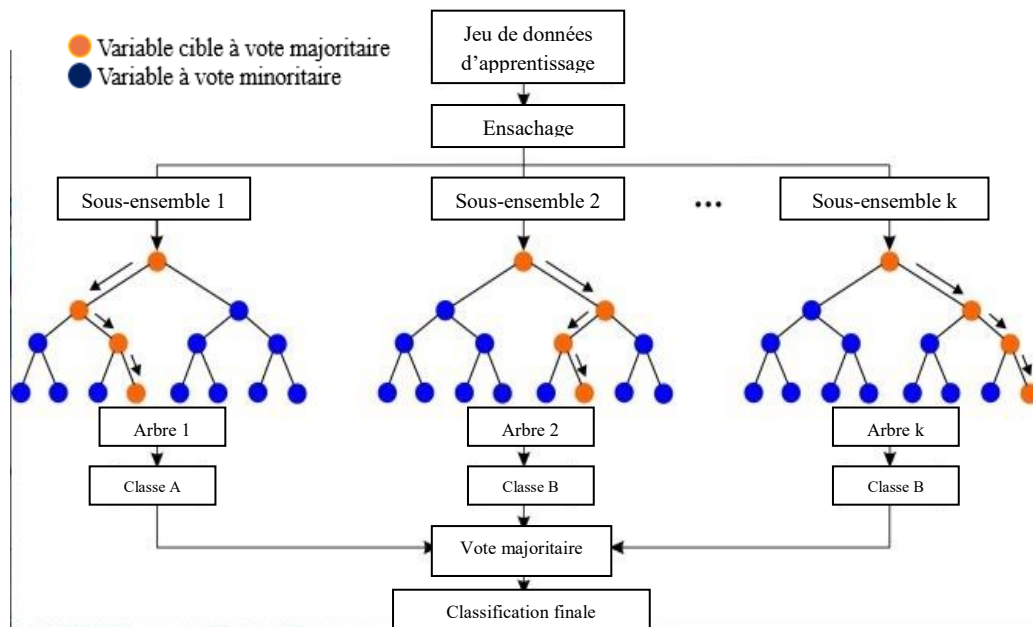 Variable cible à vote majoritaire
Variable à vote minoritaire
Jeu de données
d’apprentissage
Ensachage
Sous-ensemble 1
Sous-ensemble 2
...
Sous-ensemble k
Arbre 1
Arbre 2
Arbre k
Classe A
Classe B
Classe B
Vote majoritaire
Classification finale